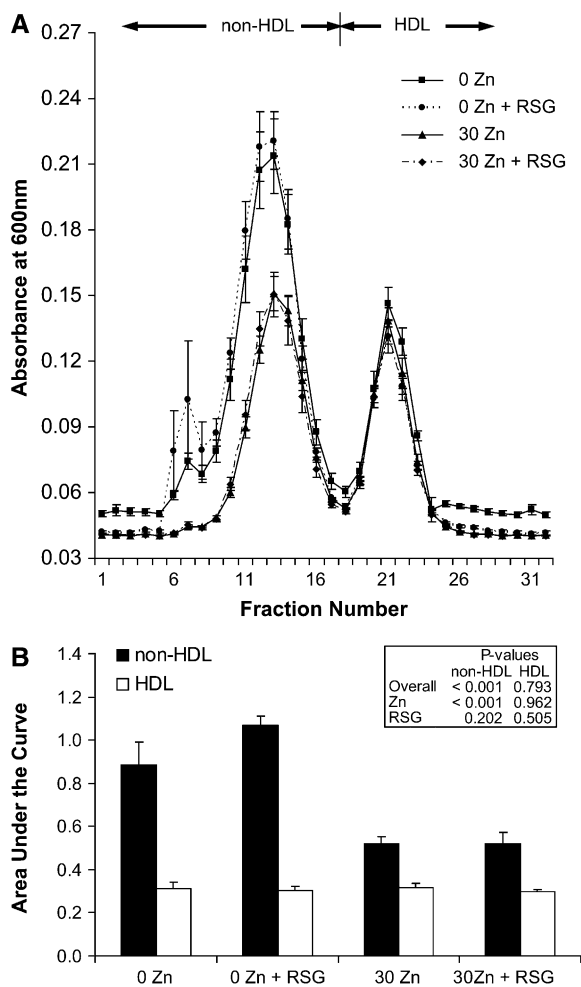 A
non-HDL HDL
0.27
0.24
0.21
0.18
0.15
0.12
0.09
0.06
0.03
Absorbance at 600nm
0 Zn
0 Zn + RSG
30 Zn
30 Zn + RSG
1 6 11 16 21 26 31
Fraction Number
B
non-HDL
HDL
P-values
non-HDL HDL
Overall < 0.001 0.793
Zn < 0.001 0.962
RSG 0.202 0.505
1.4
1.2
1.0
0.8
0.6
0.4
0.2
0.0
Area Under the Curve
0 Zn 0 Zn + RSG 30 Zn 30Zn + RSG